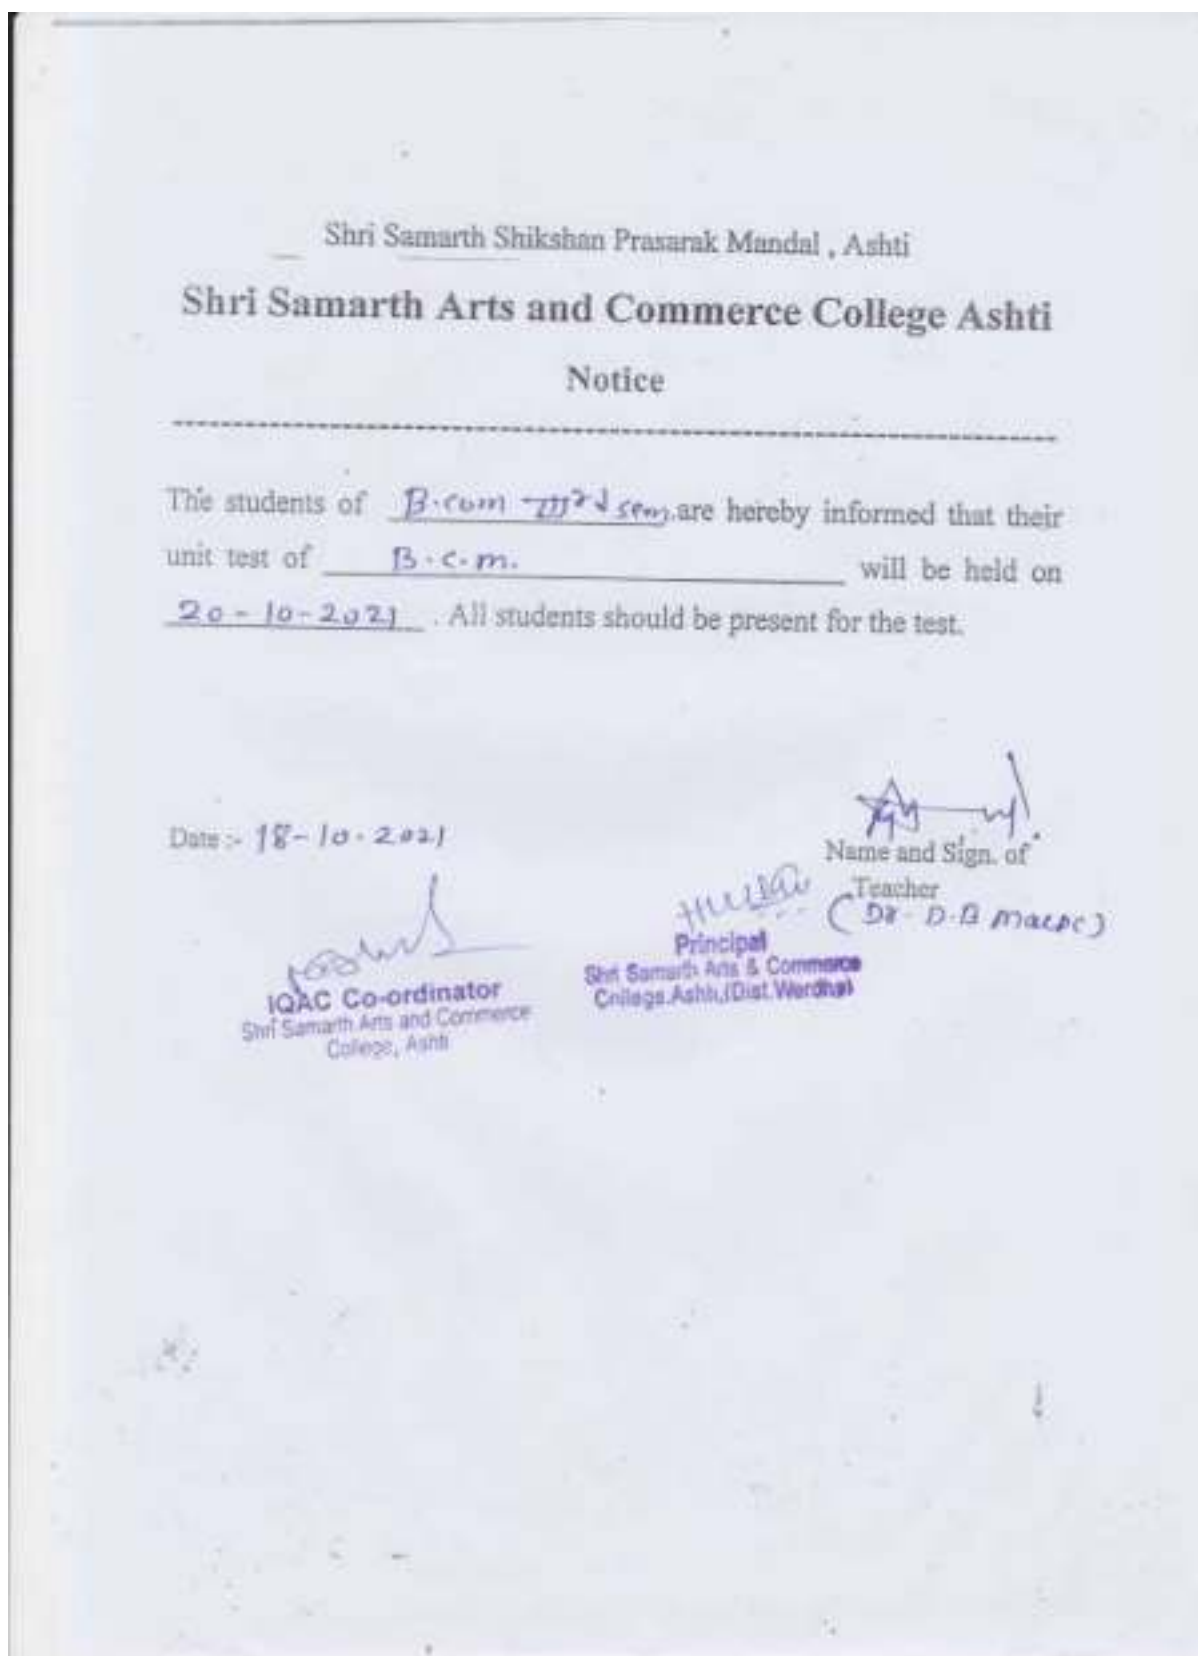 Shri Samarth Shikshan Prasarak Mandal , Ashti
Shri Samarth Arts and Commerce College Ashti
Notice
The students of B.com III rd sem. are hereby informed that their
unit test of B.c.m. will be held on
20-10-2021 . All students should be present for the test.
Date :- 18-10-2021
Name and Sign. of
Teacher
(Dr. D.B
Principal
Shri Samarth Arts & Commerce
College.Ashti,(Dist.Wardha)
IQAC Co-ordinator
Shri Samarth Arts and Commerce
College, Ashti